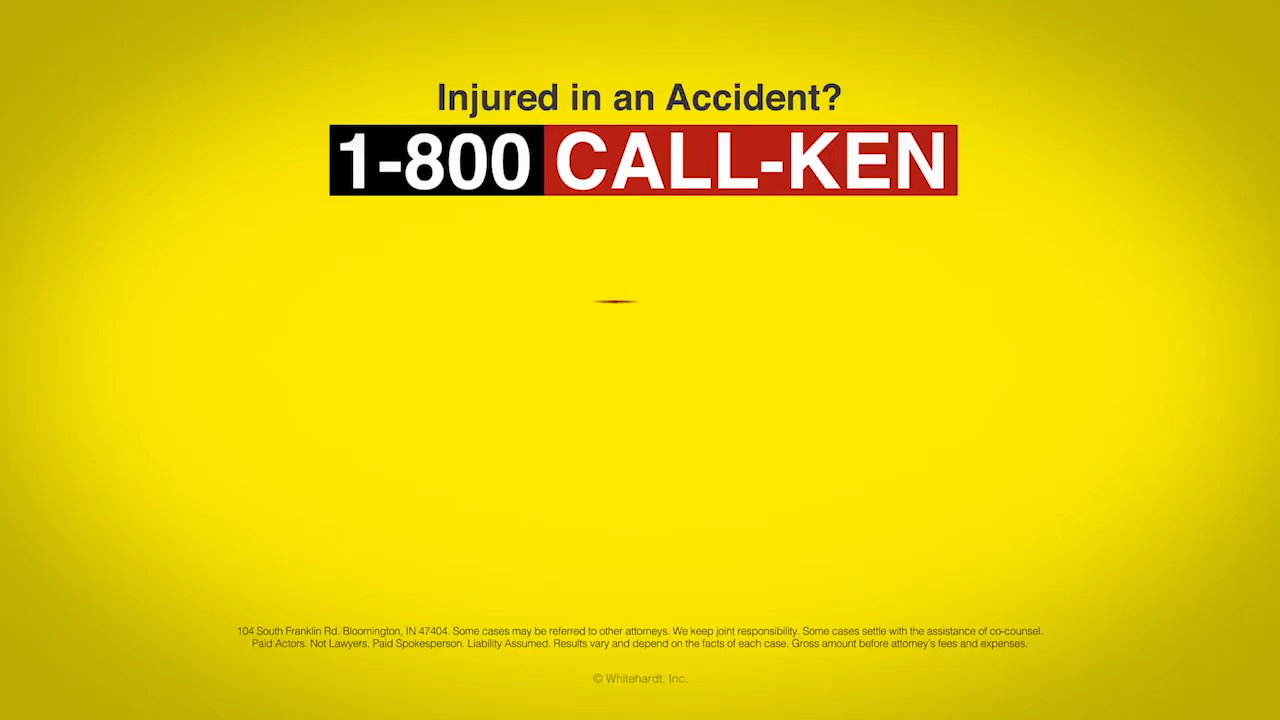 Injured in an Accident?
1-800 CALL-KEN
104 South Franklin Rd. Bloomington, IN 47404. Some cases may be referred to other attorneys. We keep joint responsibility. Some cases settle with the assistance of co-counsel.
Paid Actors. Not Lawyers. Paid Spokesperson. Liability Assumed. Results vary and depend on the facts of each case. Gross amount before attorney's fees and expenses.
© Whitehardt, Inc.